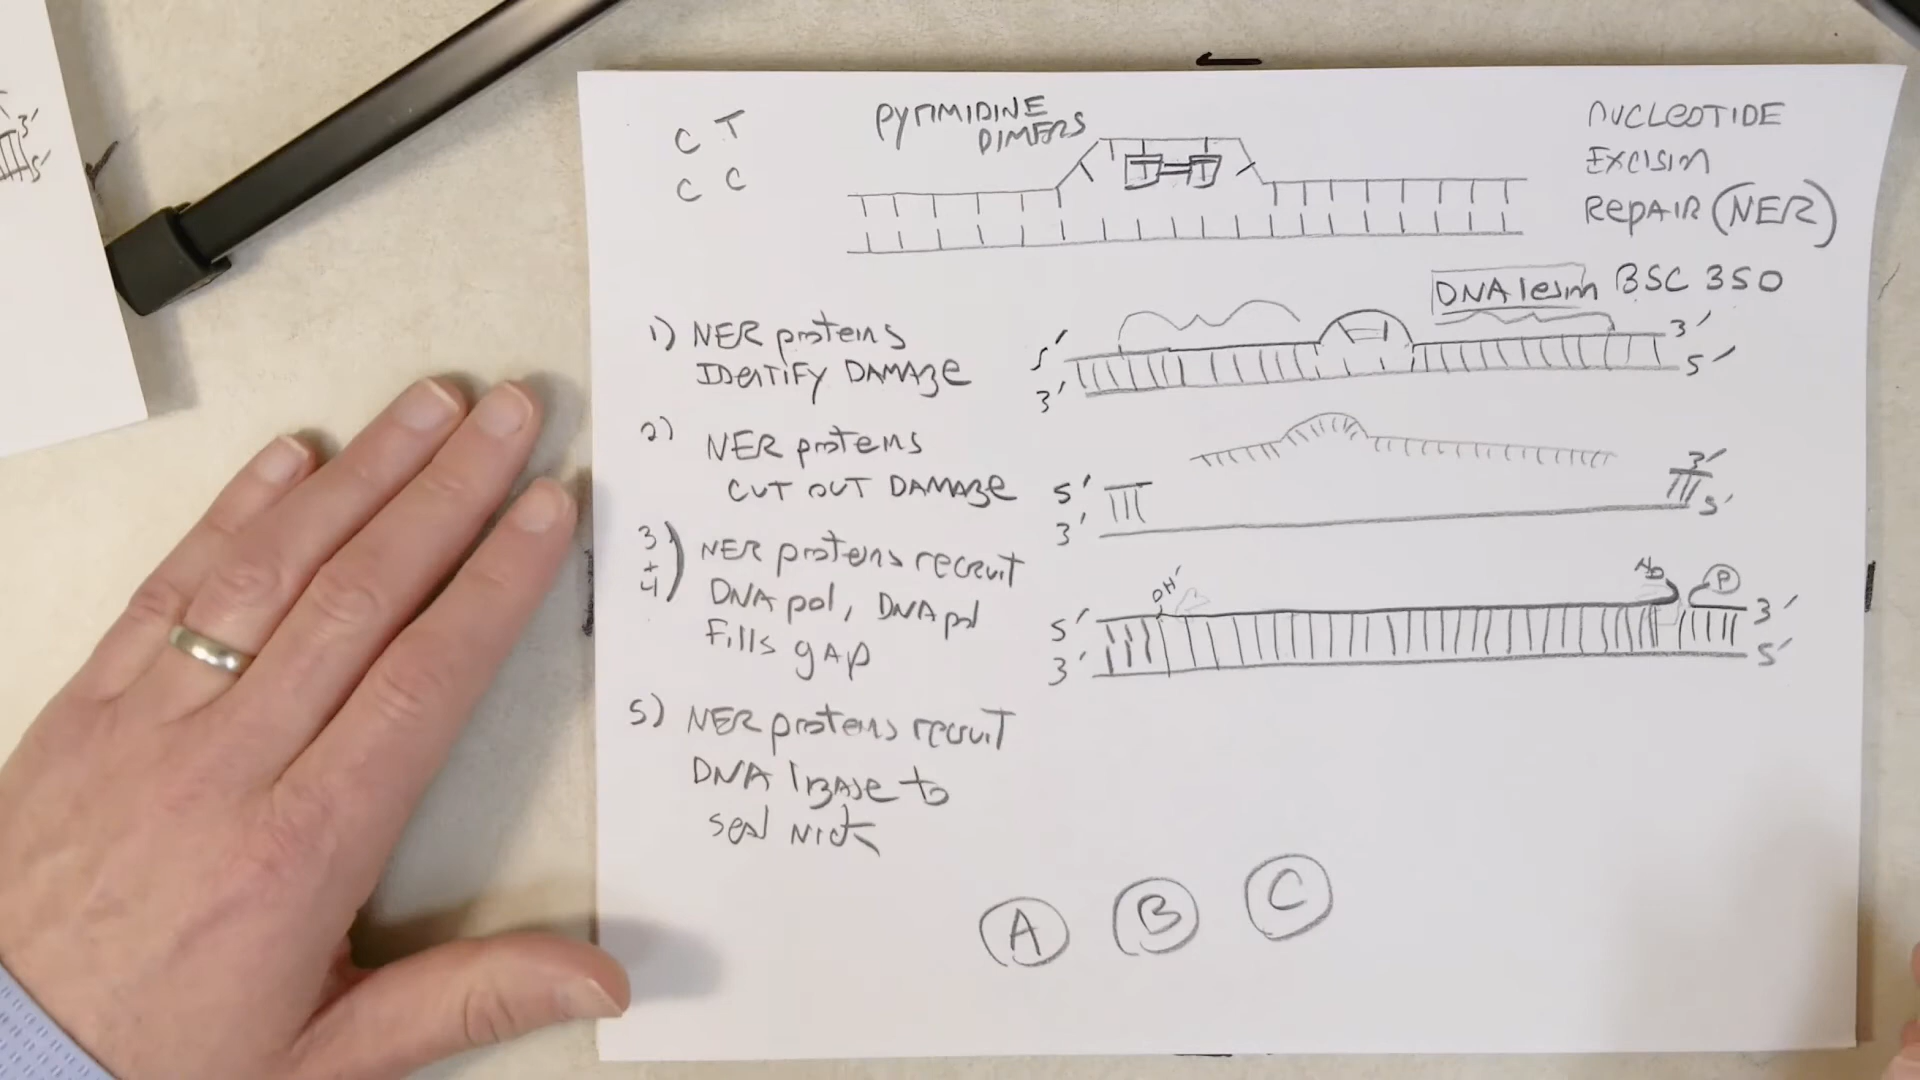 C T
C C
PYRIMIDINE
DIMERS
T T
NUCLEOTIDE
EXCISION
REPAIR (NER)
DNA lesion BSC 350
1) NER proteins
IDENTIFY DAMAGE
5' 3'
3' 5'
2) NER proteins
CUT OUT DAMAGE
5' 3'
3' 5'
3 + 4) NER proteins recruit
DNA pol, DNA pol
Fills gAp
OH P
5' 3'
3' 5'
5) NER proteins recruit
DNA ligase to
seal nick
A B C
3'
5'